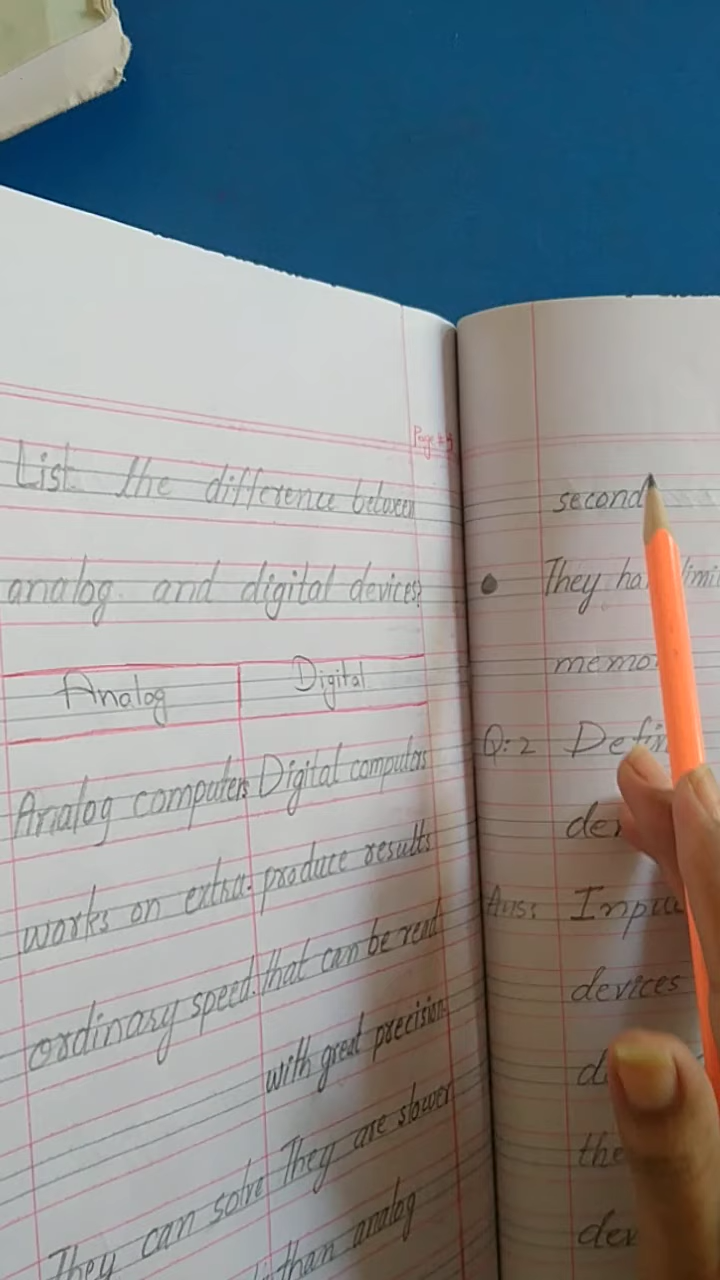 Page #5
List the difference between
analog and digital devices?
Analog Digital
Analog computers
works on extra-
ordinary speed.
They can solve
Digital computers
produce results
that can be read
with great precision.
They are slower
than analog
second
They
Q:2
Ans:
devices
the